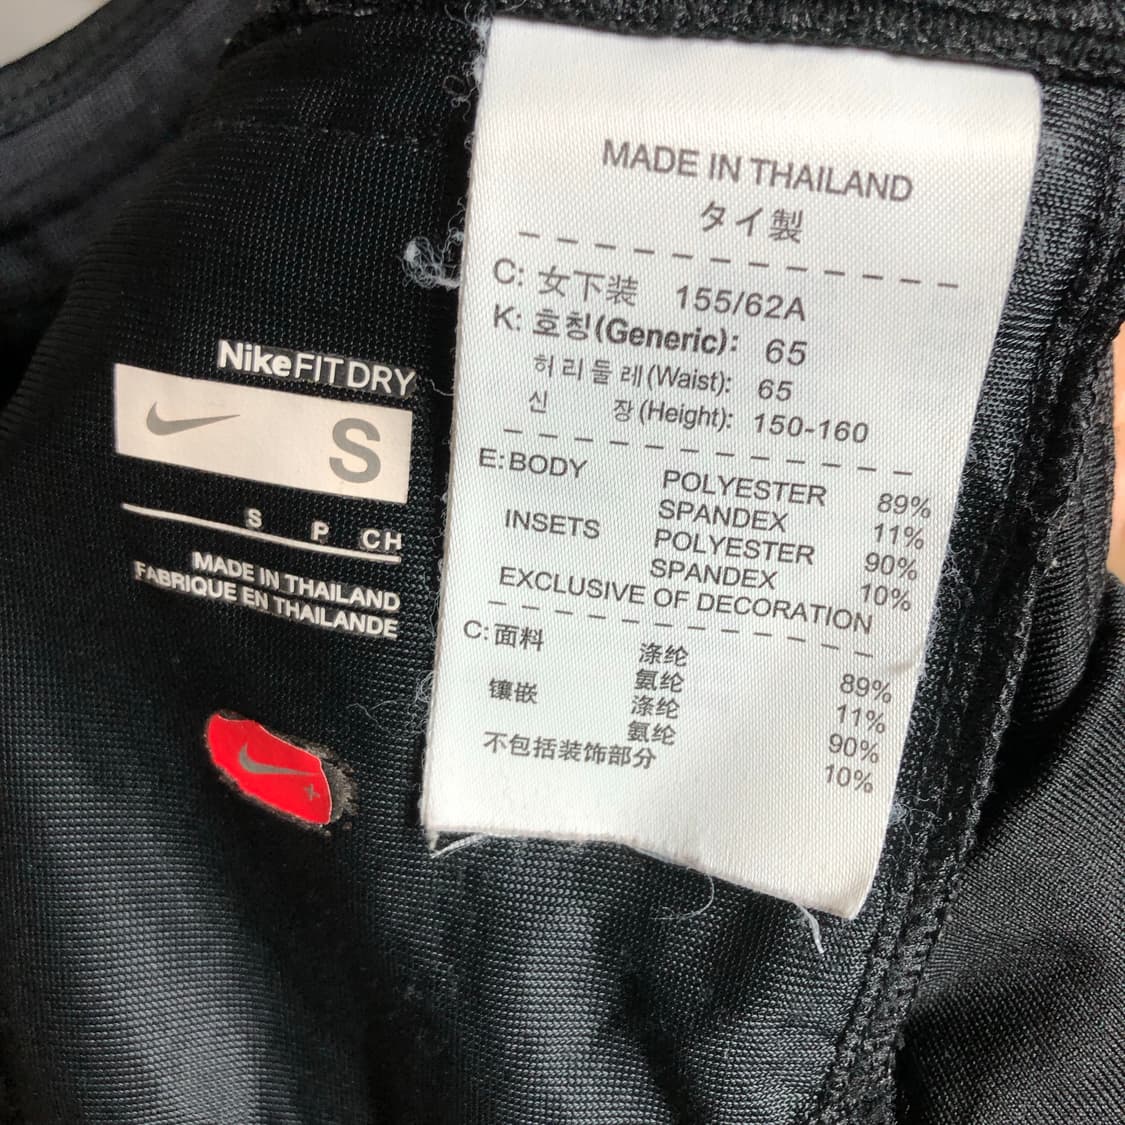 NikeFIT DRY
S
S P CH
MADE IN THAILAND
FABRIQUE EN THAILANDE
MADE IN THAILAND
タイ製
C: 女下装 155/62A
K: 호칭(Generic): 65
허리둘레(Waist): 65
신 장(Height): 150-160
E: BODY POLYESTER 89%
SPANDEX 11%
INSETS POLYESTER 90%
SPANDEX 10%
EXCLUSIVE OF DECORATION
C: 面料 涤纶 89%
氨纶 11%
镶嵌 涤纶 90%
氨纶 10%
不包括装饰部分